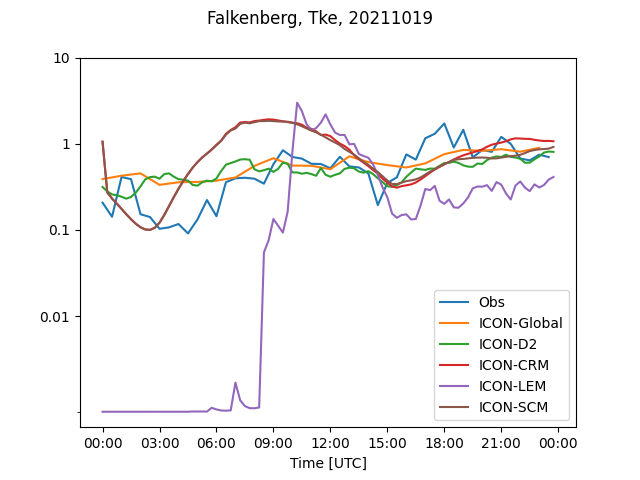 Falkenberg, Tke, 20211019
10
1
0.1
0.01
Obs
ICON-Global
ICON-D2
ICON-CRM
ICON-LEM
ICON-SCM
00:00 03:00 06:00 09:00 12:00 15:00 18:00 21:00 00:00
Time [UTC]